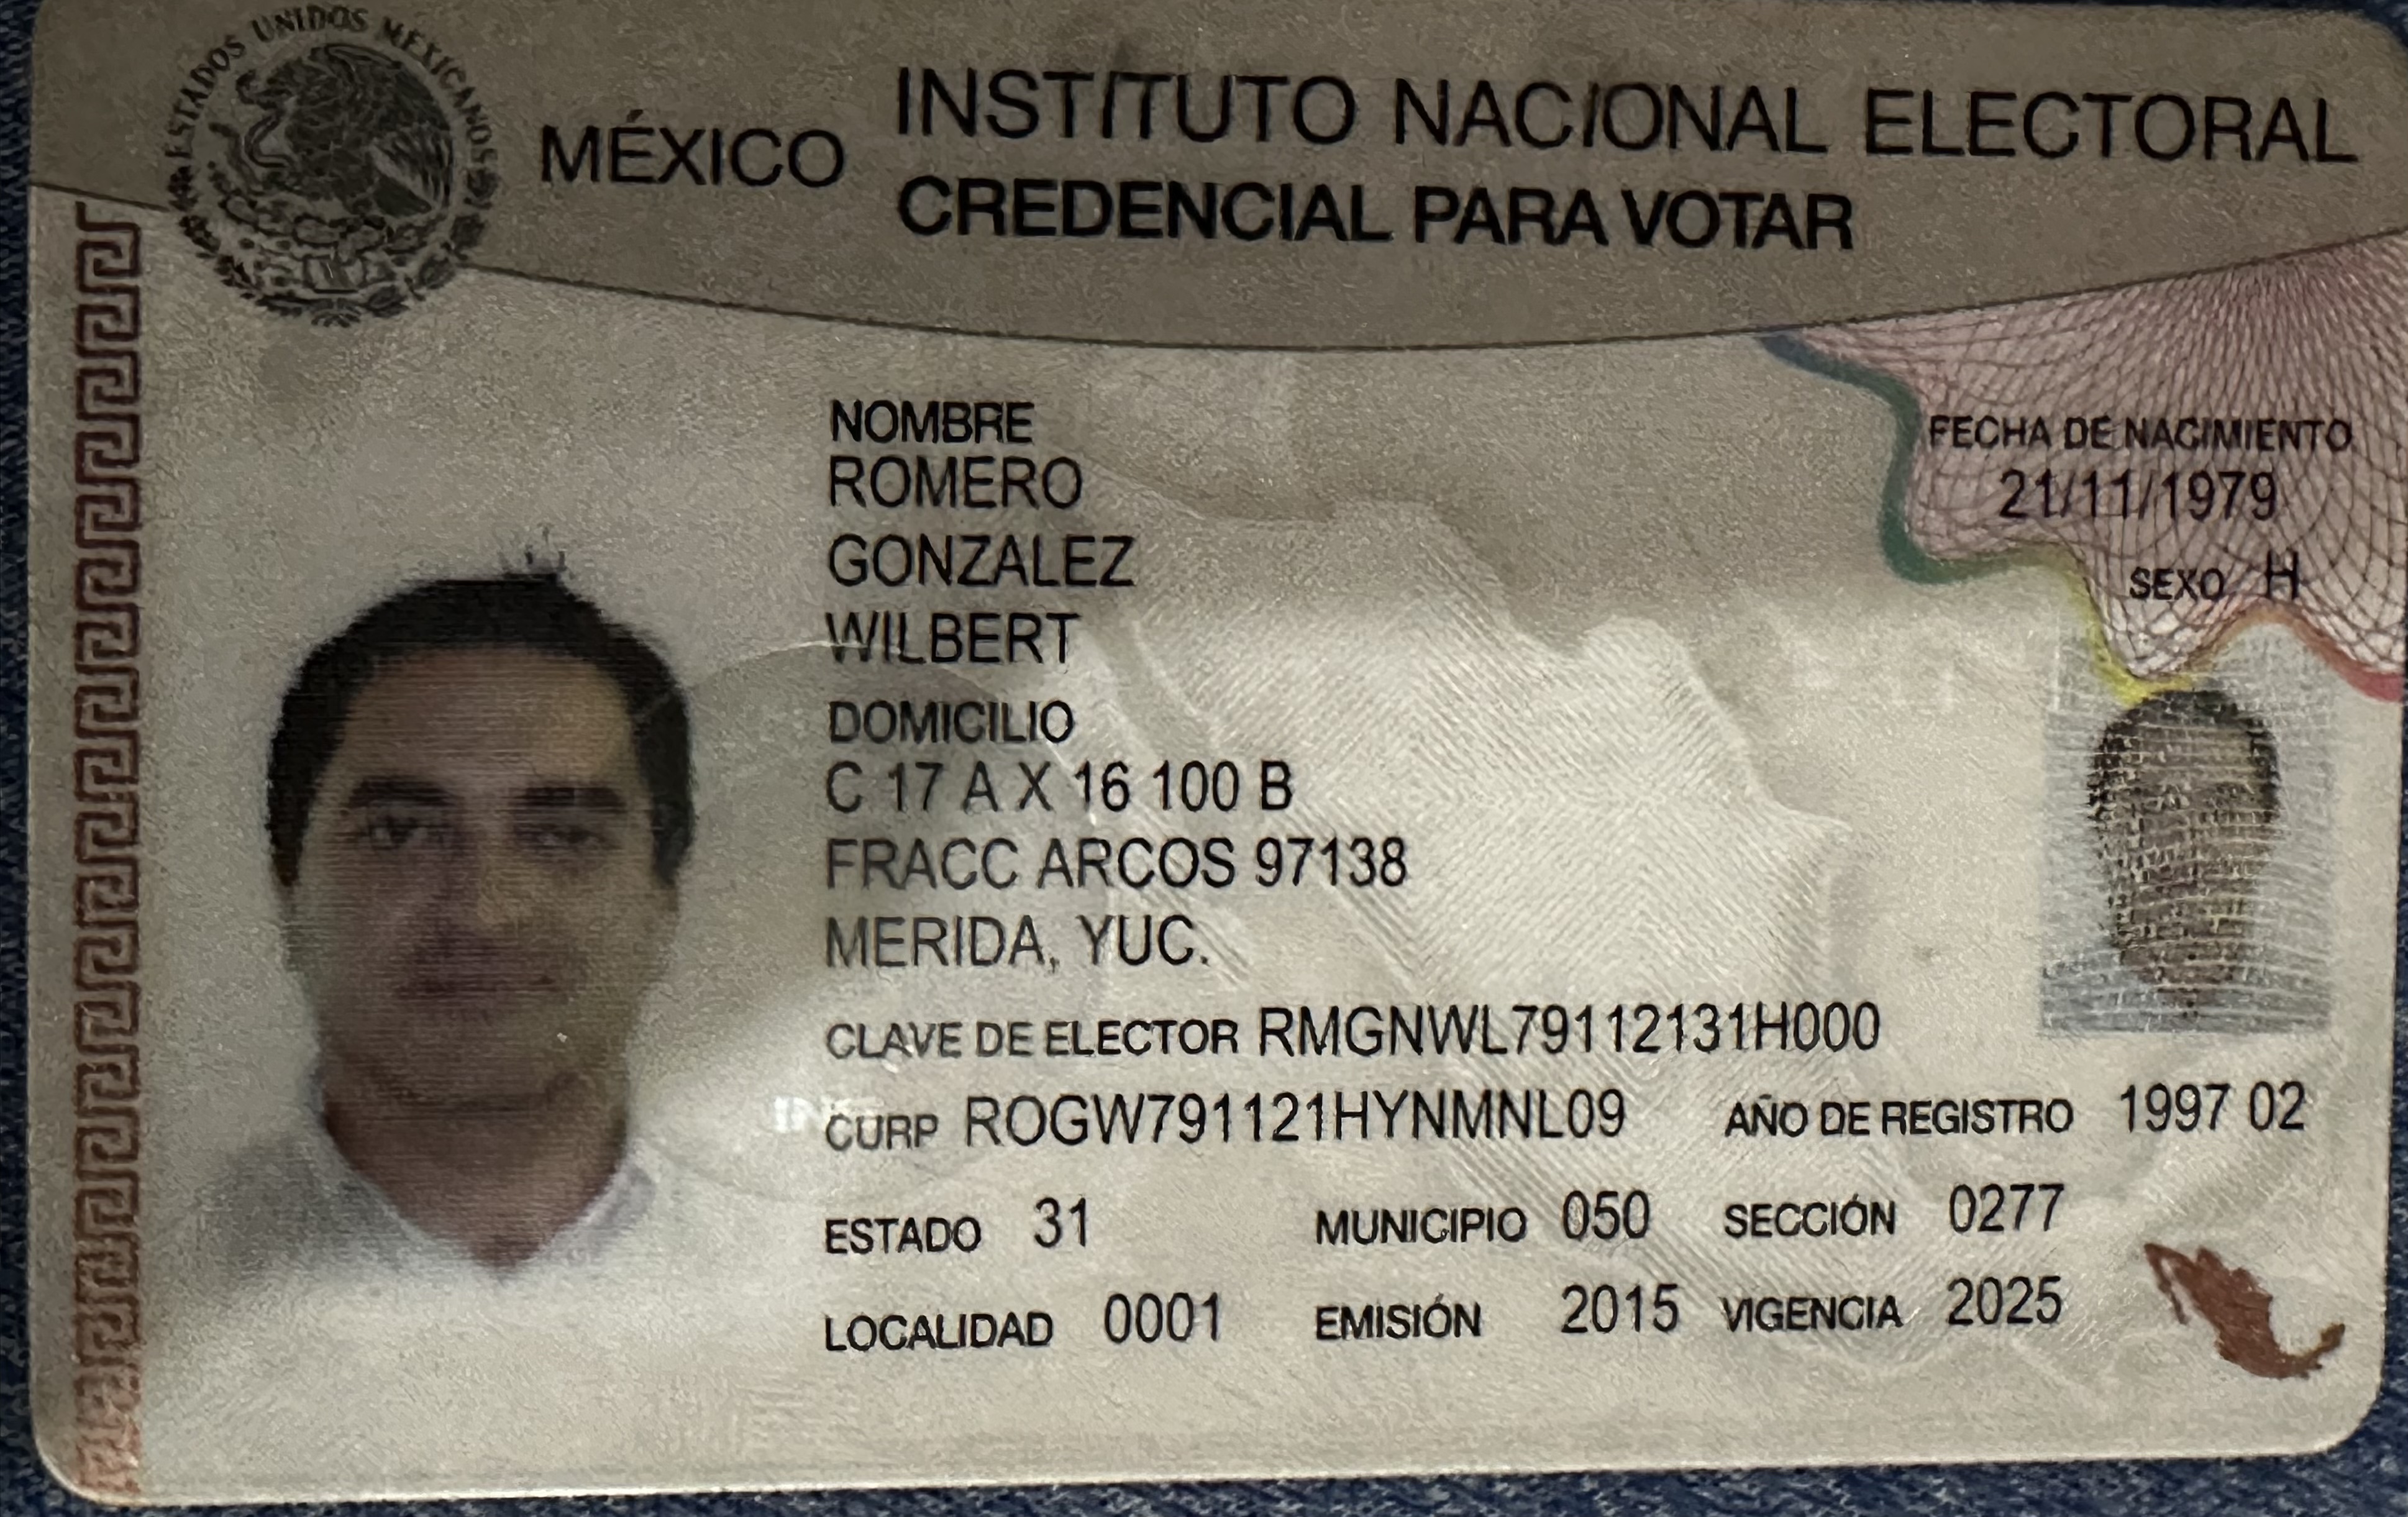 ESTADOS UNIDOS MEXICANOS
MÉXICO
INSTITUTO NACIONAL ELECTORAL
CREDENCIAL PARA VOTAR
NOMBRE
ROMERO
GONZALEZ
WILBERT
FECHA DE NACIMIENTO
21/11/1979
SEXO H
DOMICILIO
C 17 A X 16 100 B
FRACC ARCOS 97138
MERIDA, YUC.
CLAVE DE ELECTOR RMGNWL79112131H000
CURP ROGW791121HYNMNL09 AÑO DE REGISTRO 1997 02
ESTADO 31 MUNICIPIO 050 SECCIÓN 0277
LOCALIDAD 0001 EMISIÓN 2015 VIGENCIA 2025